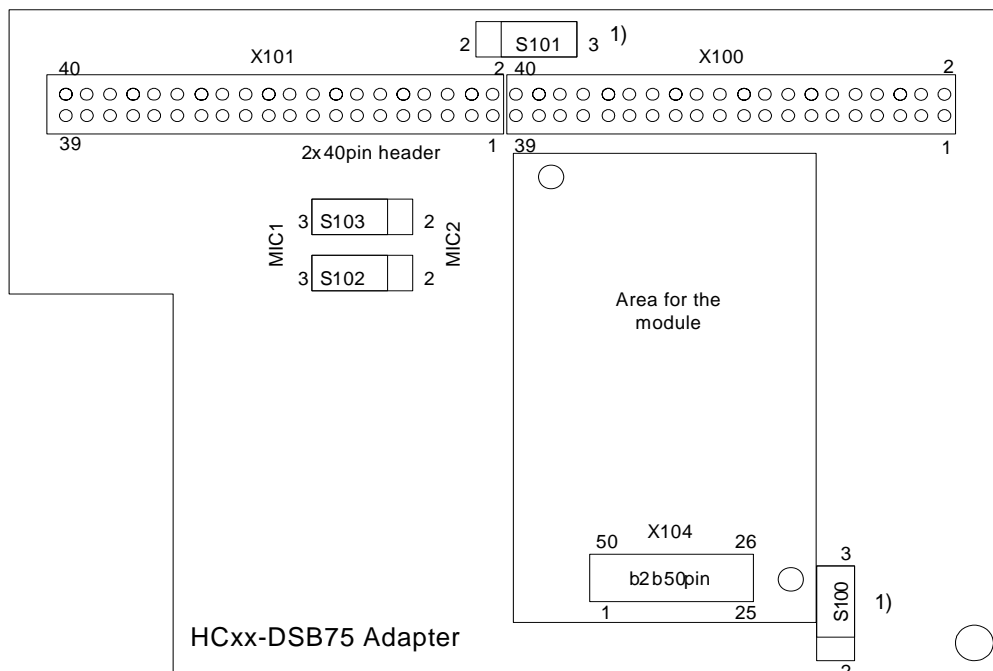 2 S101 3 1)
X101 X100
40 2 40 2
39 1 39 1
2x40pin header
3 S103 2
MIC1 MIC2
3 S102 2
Area for the
module
X104
50 26
b2b50pin
1 25
3
S100 1)
2
HCxx-DSB75 Adapter